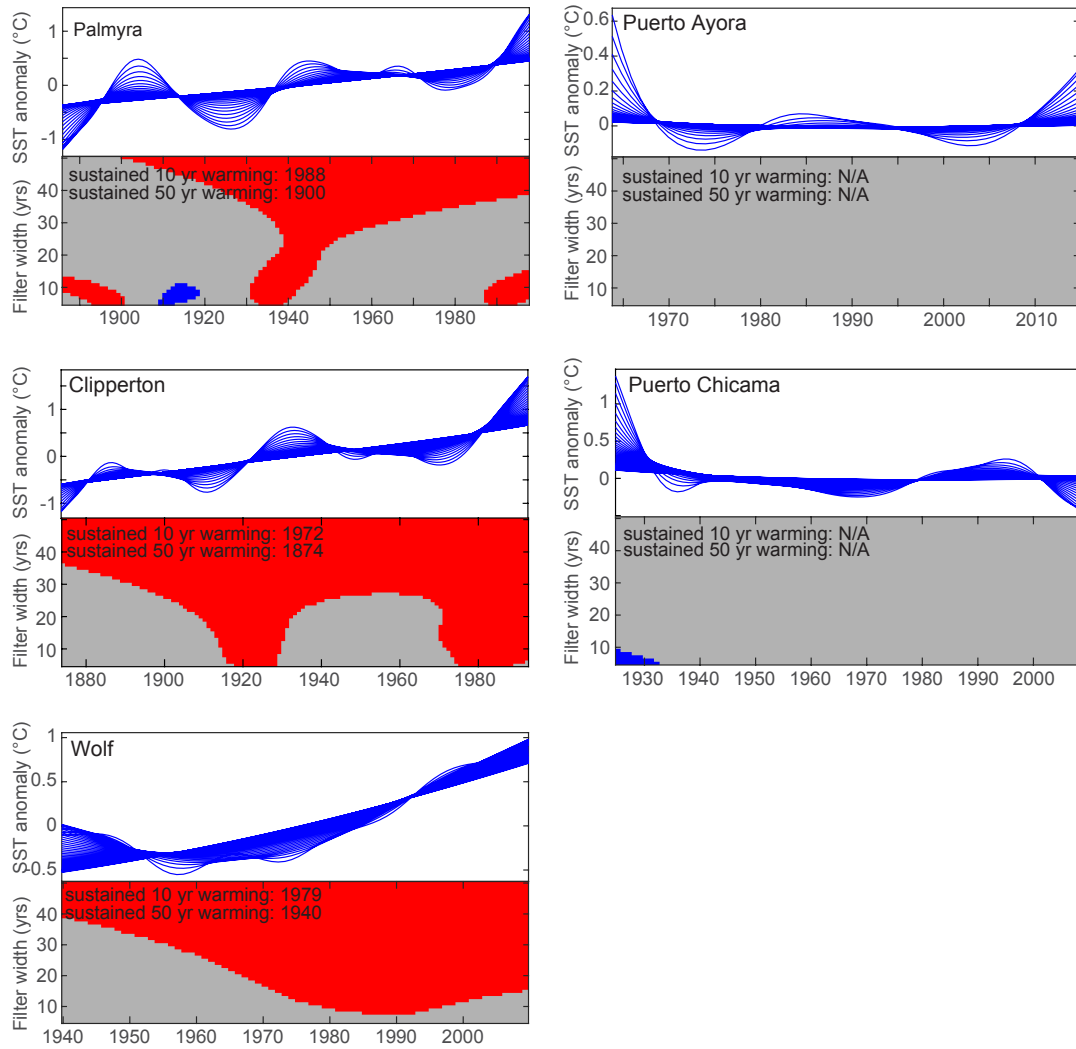 Palmyra
SST anomaly (°C)
1
0
-1
sustained 10 yr warming: 1988
sustained 50 yr warming: 1900
Filter width (yrs)
40
30
20
10
1900 1920 1940 1960 1980
Puerto Ayora
SST anomaly (°C)
0.6
0.4
0.2
0
sustained 10 yr warming: N/A
sustained 50 yr warming: N/A
Filter width (yrs)
40
30
20
10
1970 1980 1990 2000 2010
Clipperton
SST anomaly (°C)
1
0
-1
sustained 10 yr warming: 1972
sustained 50 yr warming: 1874
Filter width (yrs)
40
30
20
10
1880 1900 1920 1940 1960 1980
Puerto Chicama
SST anomaly (°C)
1
0.5
0
sustained 10 yr warming: N/A
sustained 50 yr warming: N/A
Filter width (yrs)
40
30
20
10
1930 1940 1950 1960 1970 1980 1990 2000
Wolf
SST anomaly (°C)
1
0.5
0
-0.5
sustained 10 yr warming: 1979
sustained 50 yr warming: 1940
Filter width (yrs)
40
30
20
10
1940 1950 1960 1970 1980 1990 2000